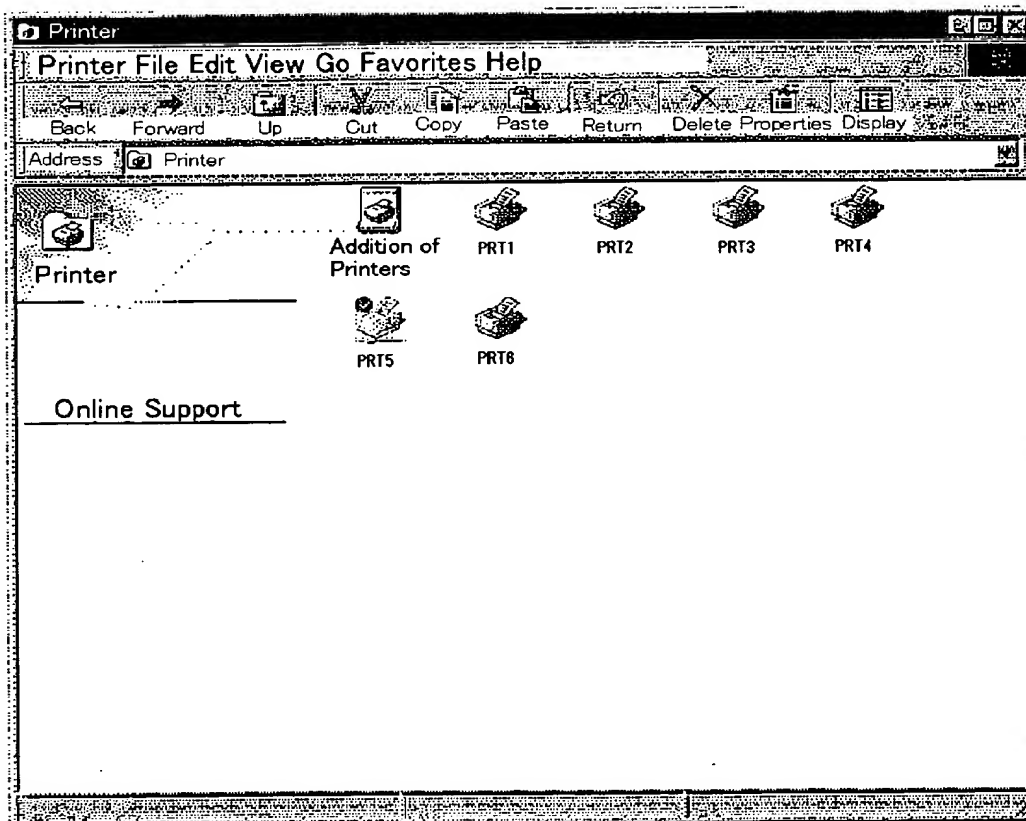 Printer
Printer File Edit View Go Favorites Help
Back Forward Up Cut Copy Paste Return Delete Properties Display
Address Printer
Printer
Addition of Printers
PRT1 PRT2 PRT3 PRT4
PRT5 PRT6
Online Support